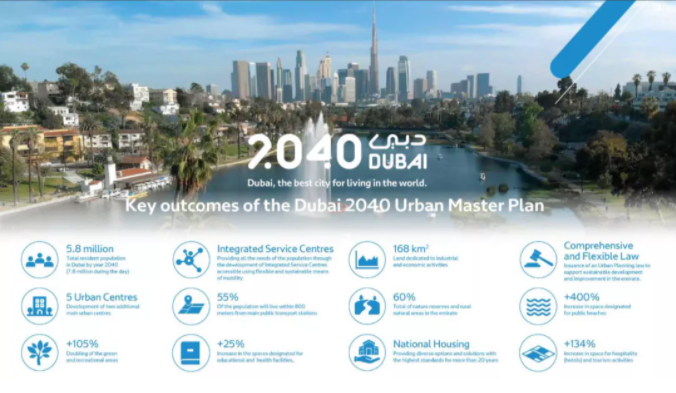 2040 دبي
DUBAI
Dubai, the best city for living in the world.
Key outcomes of the Dubai 2040 Urban Master Plan
5.8 million
Total resident population
in Dubai by year 2040
(7.8 million during the day)
Integrated Service Centres
Providing all the needs of the population through
the development of Integrated Service Centres
accessible using flexible and sustainable means
of mobility
168 km²
Land dedicated to industrial
and economic activities
Comprehensive
and Flexible Law
Issuance of an Urban Planning Law to
support sustainable development
and improvement in the emirate.
5 Urban Centres
Development of two additional
main urban centres
55%
Of the population will live within 800
meters from main public transport stations
60%
Total of nature reserves and rural
natural areas in the emirate
+400%
Increase in space designated
for public beaches
+105%
Doubling of the green
and recreational areas
+25%
Increase in the spaces designated for
educational and health facilities.
National Housing
Providing diverse options and solutions with
the highest standards for more than 20 years
+134%
Increase in space for hospitality
(hotels) and tourism activities